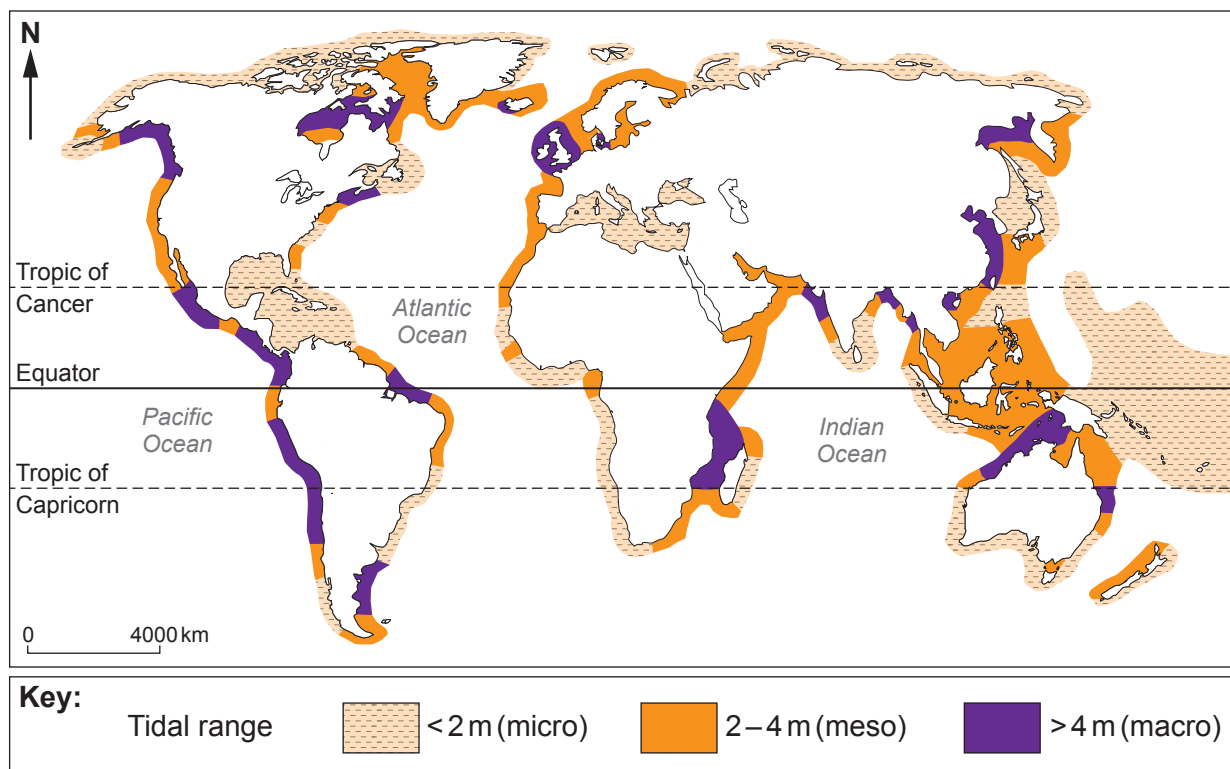 N
Tropic of
Cancer
Atlantic
Ocean
Equator
Pacific
Ocean
Indian
Ocean
Tropic of
Capricorn
0 4000 km
Key:
Tidal range
< 2 m (micro)
2 – 4 m (meso)
> 4 m (macro)